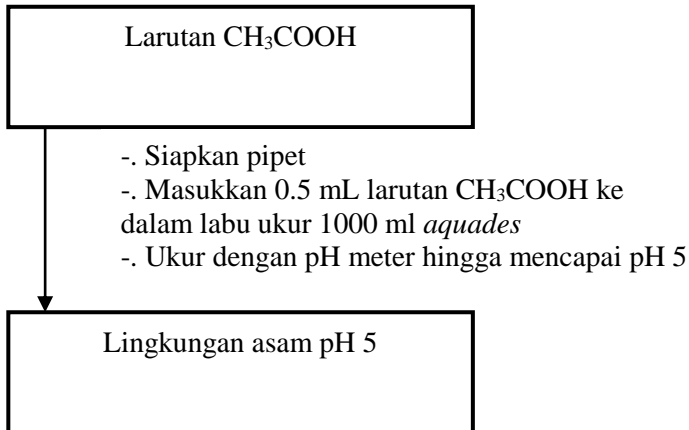 Larutan CH₃COOH
-. Siapkan pipet
-. Masukkan 0.5 mL larutan CH₃COOH ke
dalam labu ukur 1000 ml aquades
-. Ukur dengan pH meter hingga mencapai pH 5
Lingkungan asam pH 5